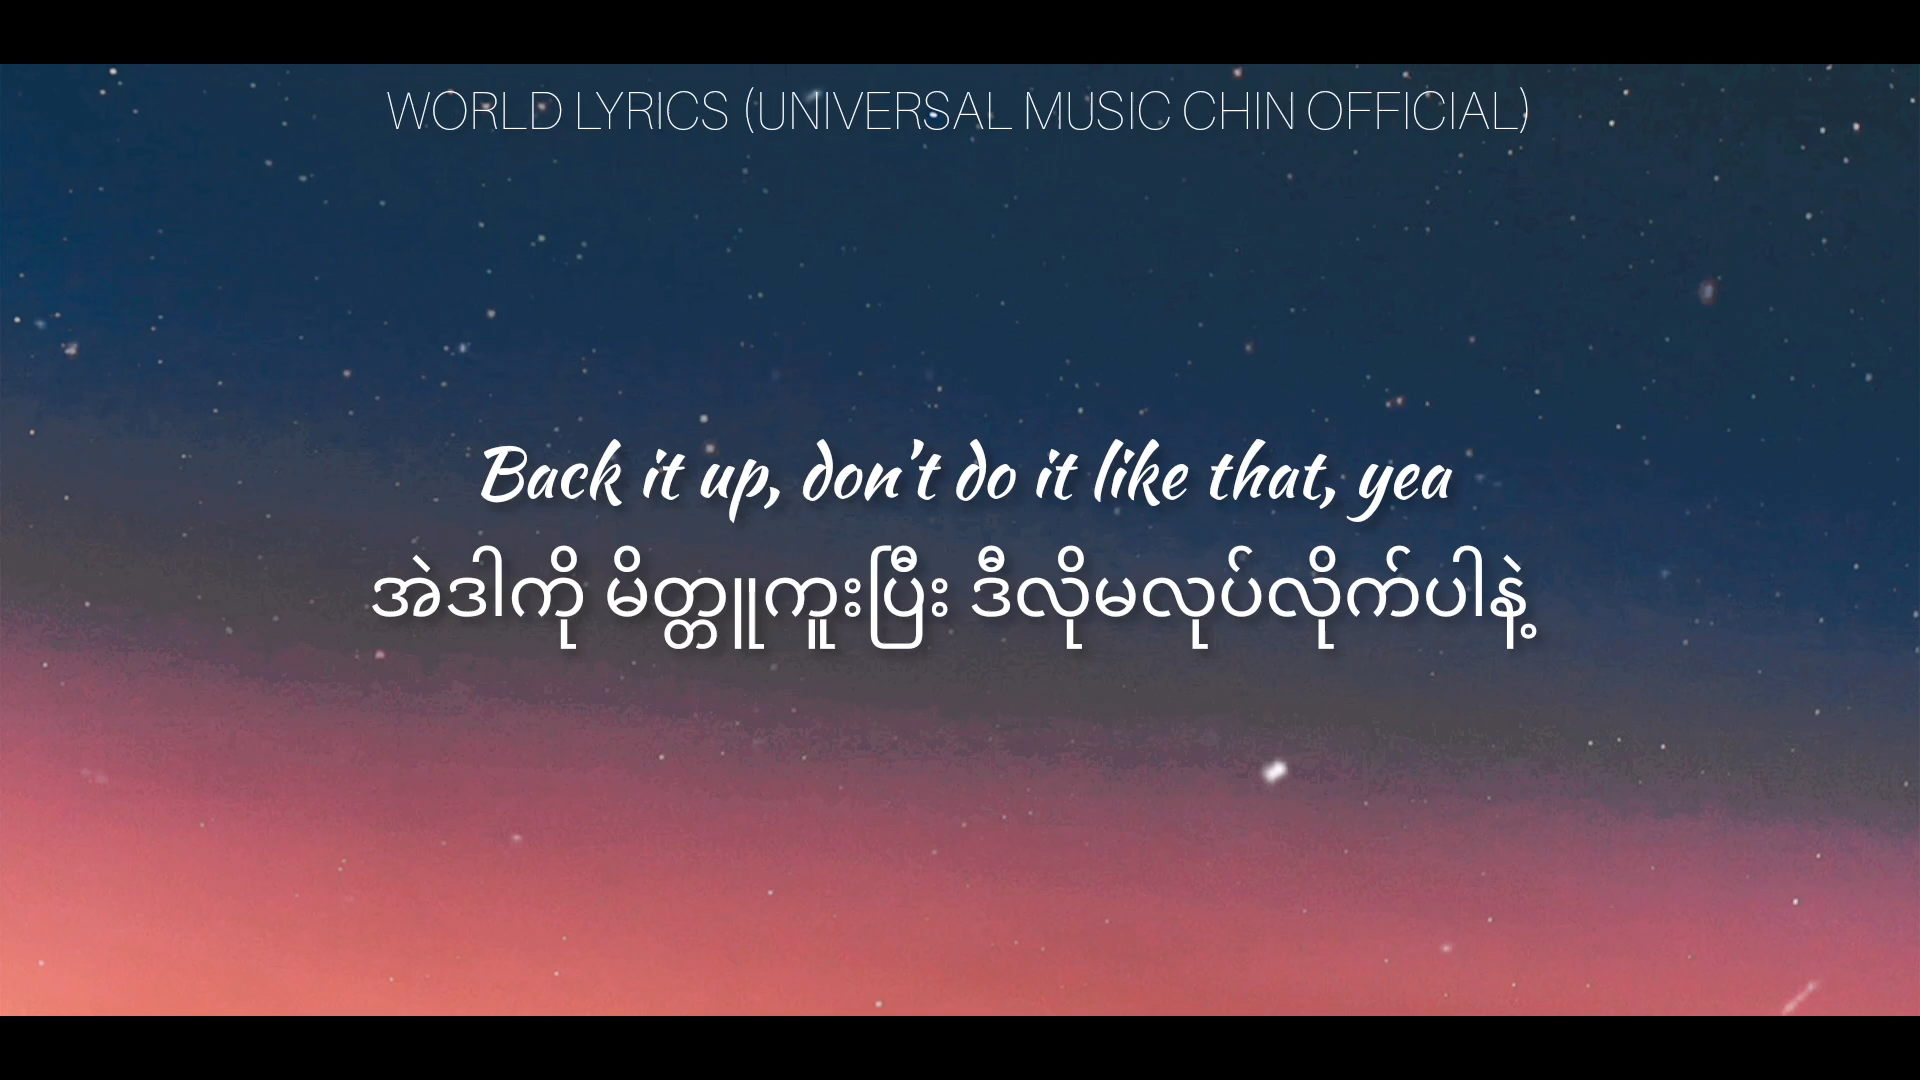 WORLD LYRICS (UNIVERSAL MUSIC CHIN OFFICIAL)
Back it up, don't do it like that, yea
အဲဒါကို မိတ္တူူကူးပြီး ဒီလိုမလုပ်လိုက်ပါနဲ့